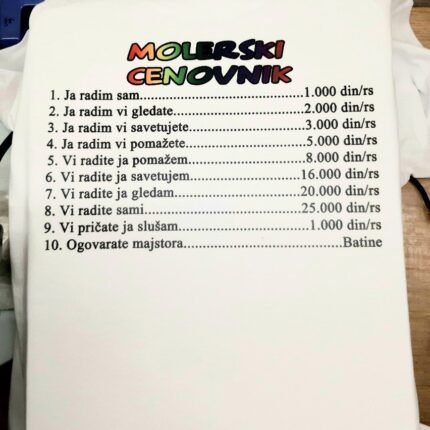 MOLERSKI
CENOVNIK
1. Ja radim sam..................................1.000 din/rs
2. Ja radim vi gledate...........................2.000 din/rs
3. Ja radim vi savetujete........................3.000 din/rs
4. Ja radim vi pomažete..........................5.000 din/rs
5. Vi radite ja pomažem..........................8.000 din/rs
6. Vi radite ja savetujem........................16.000 din/rs
7. Vi radite ja gledam...........................20.000 din/rs
8. Vi radite sami................................25.000 din/rs
9. Vi pričate ja slušam..........................1.000 din/rs
10. Ogovarate majstora...........................Batine